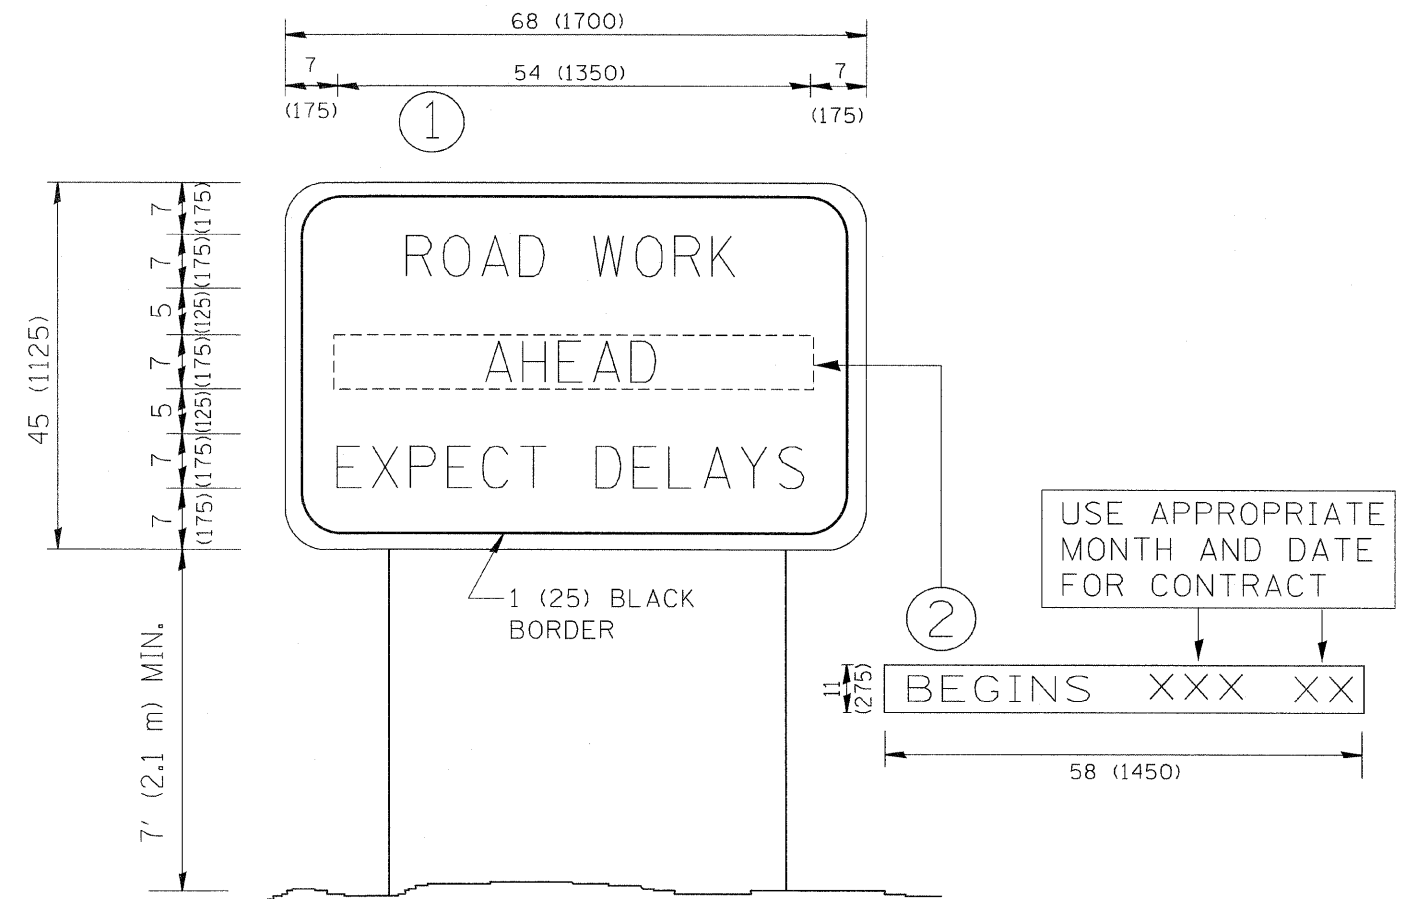 68 (1700)
7
54 (1350)
7
(175)
(175)
1
45 (1125)
7
(175)
7
(175)
5
(125)
7
(175)
5
(125)
7
(175)
7
(175)
ROAD WORK
AHEAD
EXPECT DELAYS
1 (25) BLACK
BORDER
7' (2.1 m) MIN.
2
USE APPROPRIATE
MONTH AND DATE
FOR CONTRACT
11
(275)
BEGINS XXX XX
58 (1450)